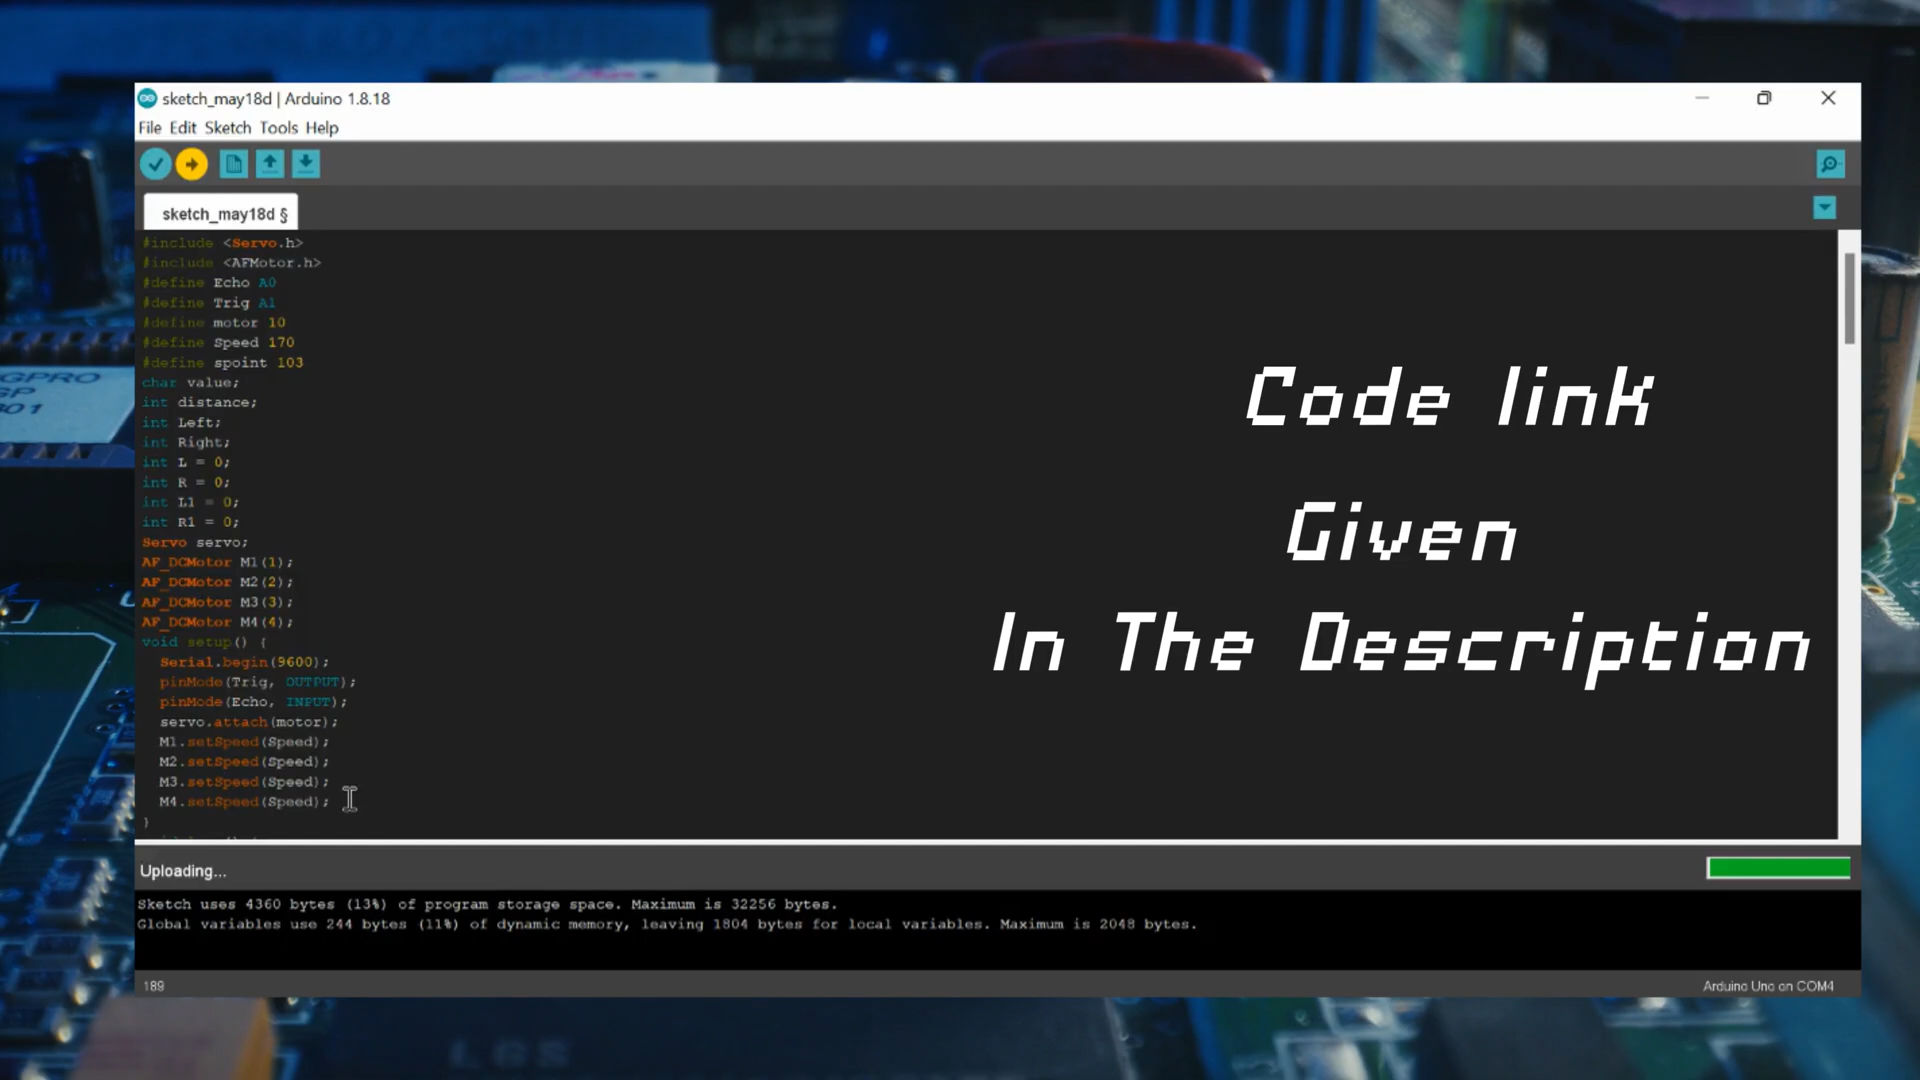 sketch_may18d | Arduino 1.8.18
File Edit Sketch Tools Help
sketch_may18d §
#include <Servo.h>
#include <AFMotor.h>
#define Echo A0
#define Trig A1
#define motor 10
#define Speed 170
#define spoint 103
char value;
int distance;
int Left;
int Right;
int L = 0;
int R = 0;
int L1 = 0;
int R1 = 0;
Servo servo;
AF_DCMotor M1(1);
AF_DCMotor M2(2);
AF_DCMotor M3(3);
AF_DCMotor M4(4);
void setup() {
  Serial.begin(9600);
  pinMode(Trig, OUTPUT);
  pinMode(Echo, INPUT);
  servo.attach(motor);
  M1.setSpeed(Speed);
  M2.setSpeed(Speed);
  M3.setSpeed(Speed);
  M4.setSpeed(Speed);
}
Code link
Given
In The Description
Uploading...
Sketch uses 4360 bytes (13%) of program storage space. Maximum is 32256 bytes.
Global variables use 244 bytes (11%) of dynamic memory, leaving 1804 bytes for local variables. Maximum is 2048 bytes.
189
Arduino Uno on COM4